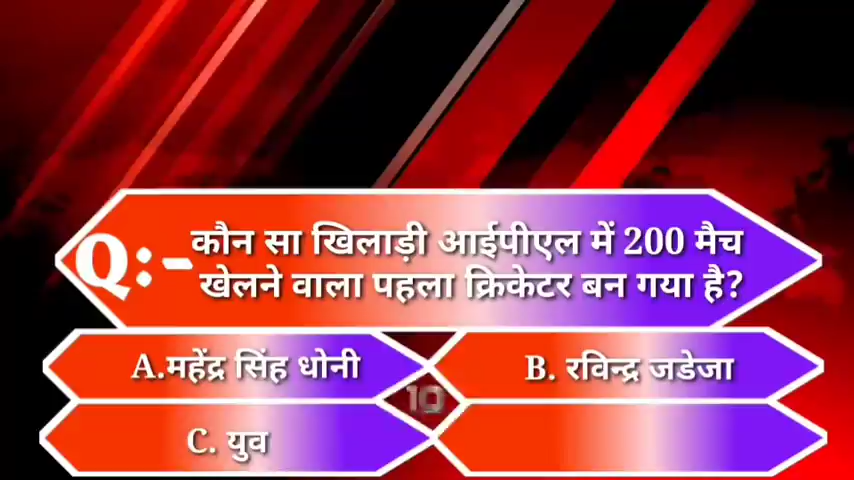 Q:- कौन सा खिलाड़ी आईपीएल में 200 मैच
खेलने वाला पहला क्रिकेटर बन गया है?
A.महेंद्र सिंह धोनी
B. रविन्द्र जडेजा
10
C. युव